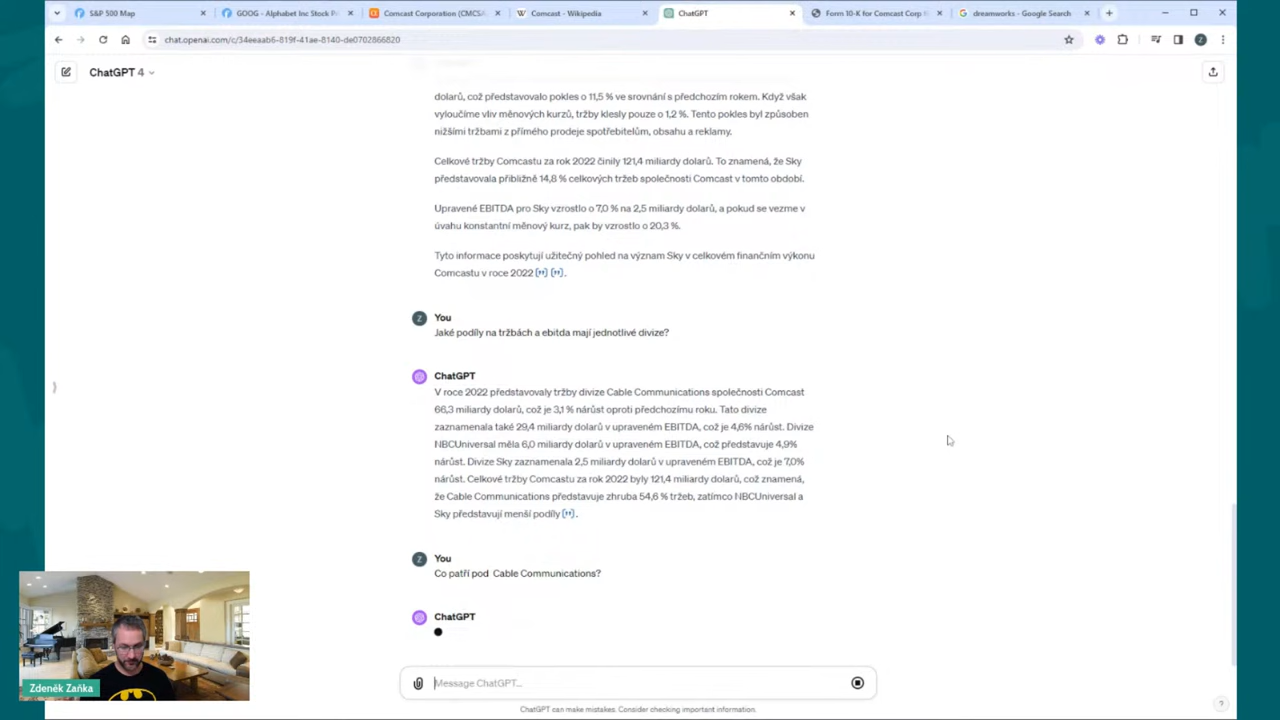 S&P 500 Map
GOOG - Alphabet Inc Stock P
Comcast Corporation (CMCSA
Comcast - Wikipedia
ChatGPT
Form 10-K for Comcast Corp
dreamworks - Google Search
chat.openai.com/c/34eeaab6-819f-41ae-8140-de0702866820
ChatGPT 4
dolarů, což představovalo pokles o 11,5 % ve srovnání s předchozím rokem. Když však
vyloučíme vliv měnových kurzů, tržby klesly pouze o 1,2 %. Tento pokles byl způsoben
nižšími tržbami z přímého prodeje spotřebitelům, obsahu a reklamy.
Celkové tržby Comcastu za rok 2022 činily 121,4 miliardy dolarů. To znamená, že Sky
představovala přibližně 14,8 % celkových tržeb společnosti Comcast v tomto období.
Upravené EBITDA pro Sky vzrostlo o 7,0 % na 2,5 miliardy dolarů, a pokud se vezme v
úvahu konstantní měnový kurz, pak by vzrostlo o 20,3 %.
Tyto informace poskytují užitečný pohled na význam Sky v celkovém finančním výkonu
Comcastu v roce 2022 .
Z You
Jaké podíly na tržbách a ebitda mají jednotlivé divize?
ChatGPT
V roce 2022 představovaly tržby divize Cable Communications společnosti Comcast
66,3 miliardy dolarů, což je 3,1 % nárůst oproti předchozímu roku. Tato divize
zaznamenala také 29,4 miliardy dolarů v upraveném EBITDA, což je 4,6% nárůst. Divize
NBCUniversal měla 6,0 miliardy dolarů v upraveném EBITDA, což představuje 4,9%
nárůst. Divize Sky zaznamenala 2,5 miliardy dolarů v upraveném EBITDA, což je 7,0%
nárůst. Celkové tržby Comcastu za rok 2022 byly 121,4 miliardy dolarů, což znamená,
že Cable Communications představuje zhruba 54,6 % tržeb, zatímco NBCUniversal a
Sky představují menší podíly .
Z You
Co patří pod Cable Communications?
ChatGPT
Message ChatGPT…
ChatGPT can make mistakes. Consider checking important information.
Zdeněk Zaňka